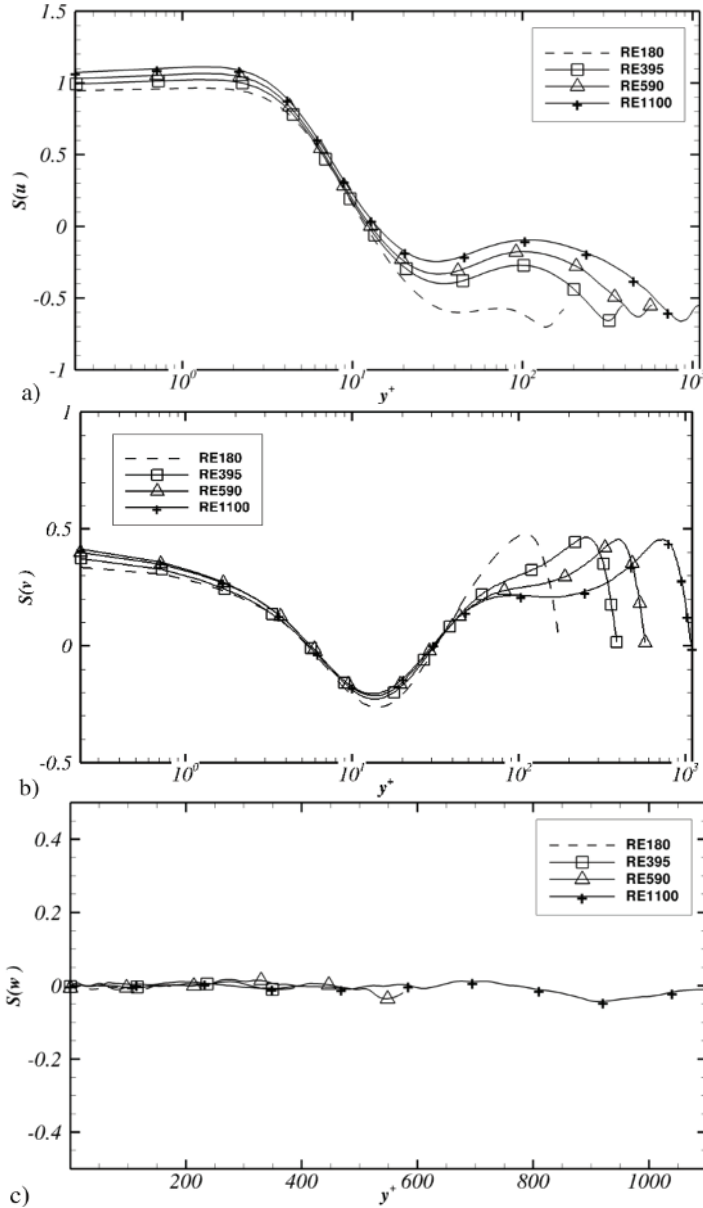 1.5
1
0.5
0
-0.5
-1
S(u)
RE180
RE395
RE590
RE1100
10⁰
10¹
10²
10³
y⁺
a)
1
0.5
0
-0.5
S(v)
RE180
RE395
RE590
RE1100
10⁰
10¹
10²
10³
y⁺
b)
0.4
0.2
0
-0.2
-0.4
S(w)
RE180
RE395
RE590
RE1100
200
400
600
800
1000
y⁺
c)